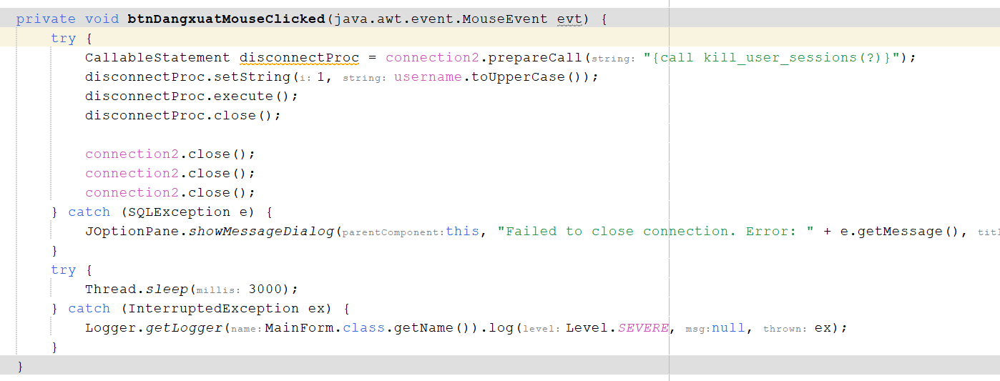 private void btnDangxuatMouseClicked(java.awt.event.MouseEvent evt) {
try {
CallableStatement disconnectProc = connection2.prepareCall(string: "{call kill_user_sessions(?)}");
disconnectProc.setString(i: 1, string: username.toUpperCase());
disconnectProc.execute();
disconnectProc.close();
connection2.close();
connection2.close();
connection2.close();
} catch (SQLException e) {
JOptionPane.showMessageDialog(parentComponent: this, "Failed to close connection. Error: " + e.getMessage(),
}
try {
Thread.sleep(millis: 3000);
} catch (InterruptedException ex) {
Logger.getLogger(name: MainForm.class.getName()).log(level: Level.SEVERE, msg: null, thrown: ex);
}
}